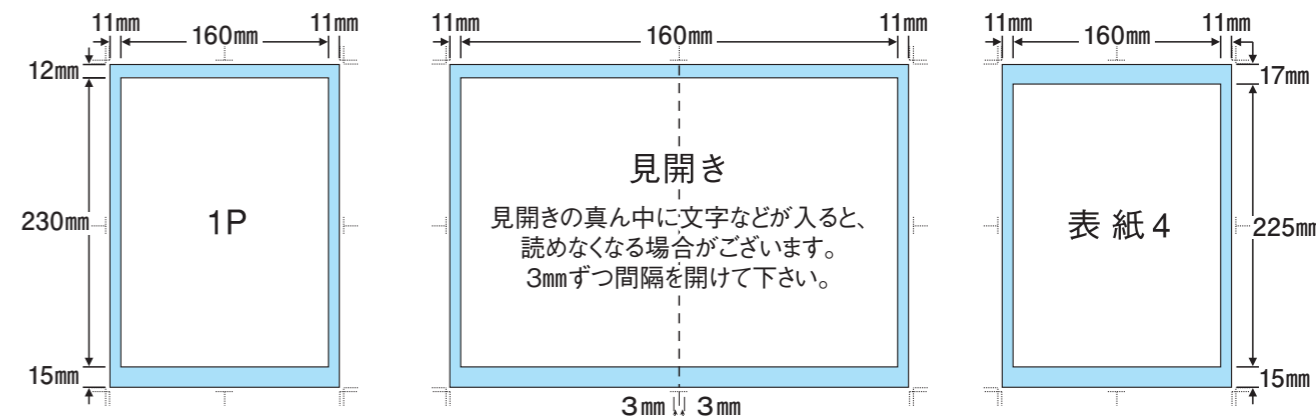 11mm
160mm
11mm
12mm
230mm
1P
15mm
11mm
160mm
11mm
見開き
見開きの真ん中に文字などが入ると、
読めなくなる場合がございます。
3mmずつ間隔を開けて下さい。
3mm
3mm
11mm
160mm
11mm
17mm
表紙4
225mm
15mm